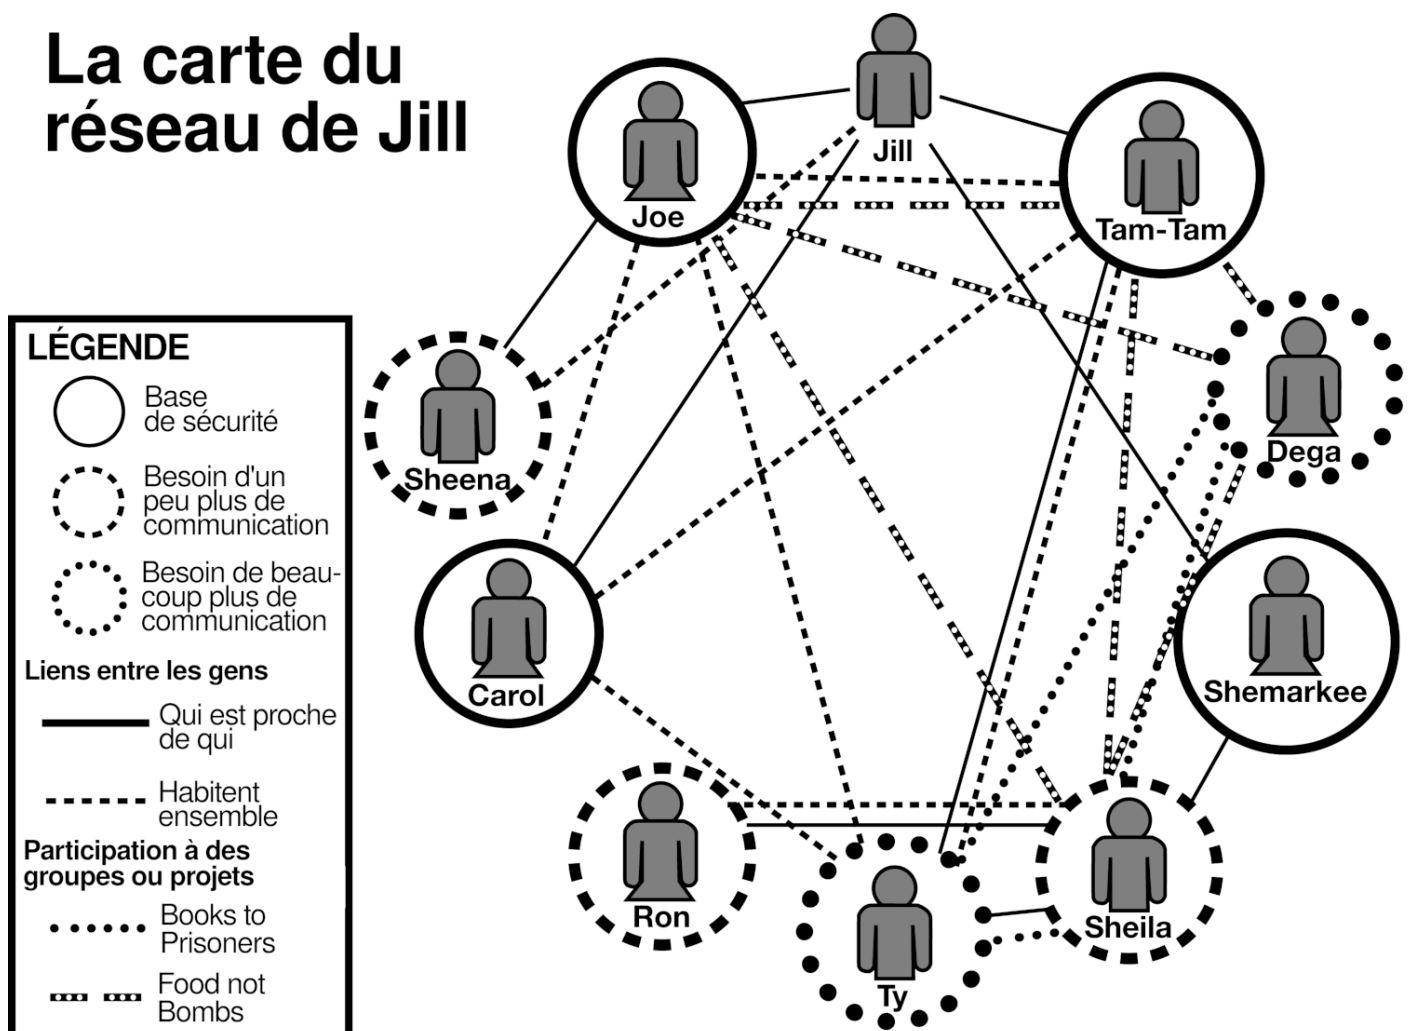 La carte du
réseau de Jill
Jill
Joe
Tam-Tam
Sheena
Dega
Carol
Shemarkee
Ron
Ty
Sheila
LÉGENDE
Base
de sécurité
Besoin d'un
peu plus de
communication
Besoin de beau-
coup plus de
communication
Liens entre les gens
Qui est proche
de qui
Habitent
ensemble
Participation à des
groupes ou projets
Books to
Prisoners
Food not
Bombs